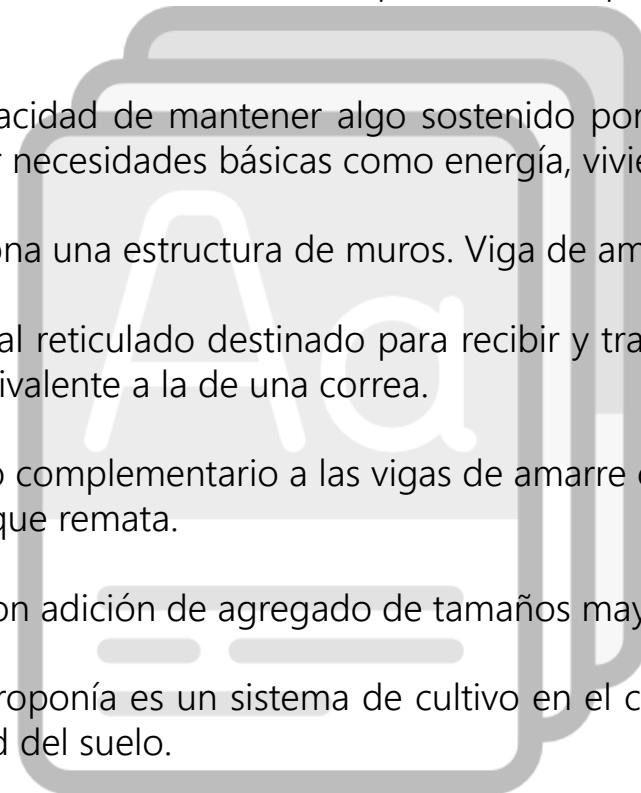 acidad de mantener algo sostenido por
necesidades básicas como energía, vivie
na una estructura de muros. Viga de am
al reticulado destinado para recibir y tra
ivalente a la de una correa.
o complementario a las vigas de amarre
que remata.
on adición de agregado de tamaños may
roponía es un sistema de cultivo en el c
d del suelo.
Aa